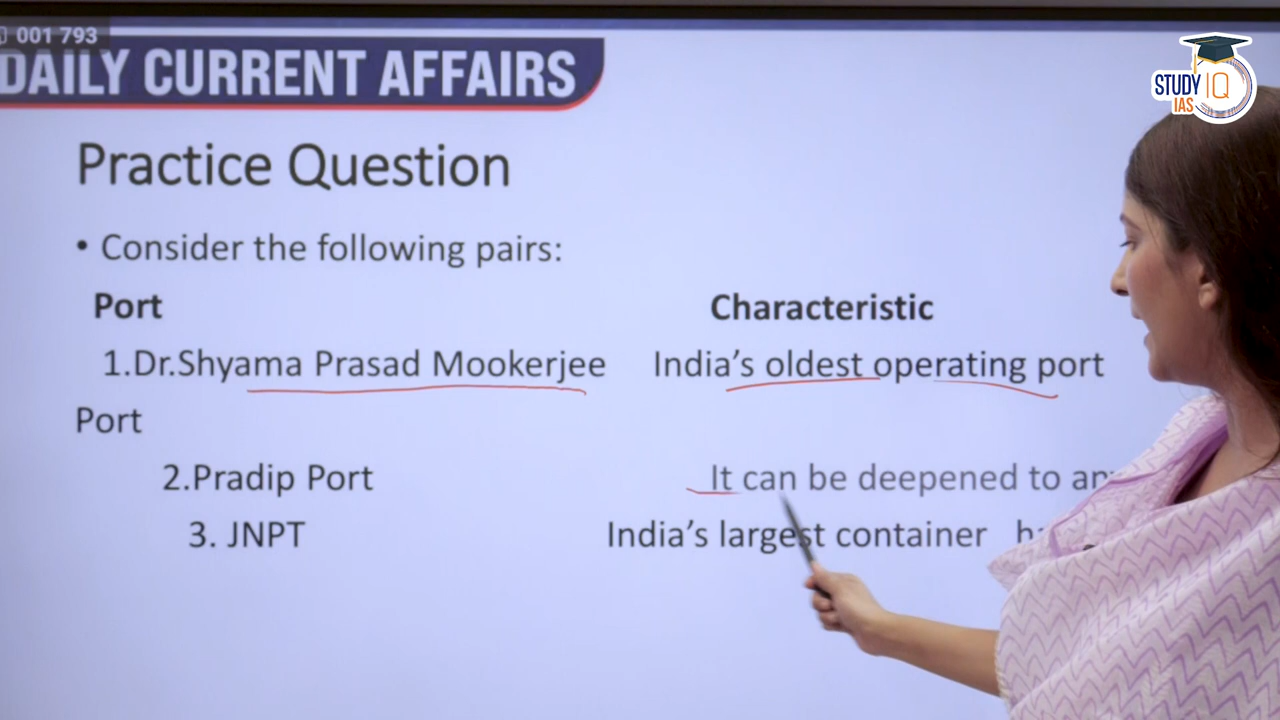 001 793
DAILY CURRENT AFFAIRS
STUDY IQ
IAS
Practice Question
• Consider the following pairs:
Port Characteristic
1.Dr.Shyama Prasad Mookerjee India's oldest operating port
Port
2.Pradip Port It can be deepened to
3. JNPT India's largest container